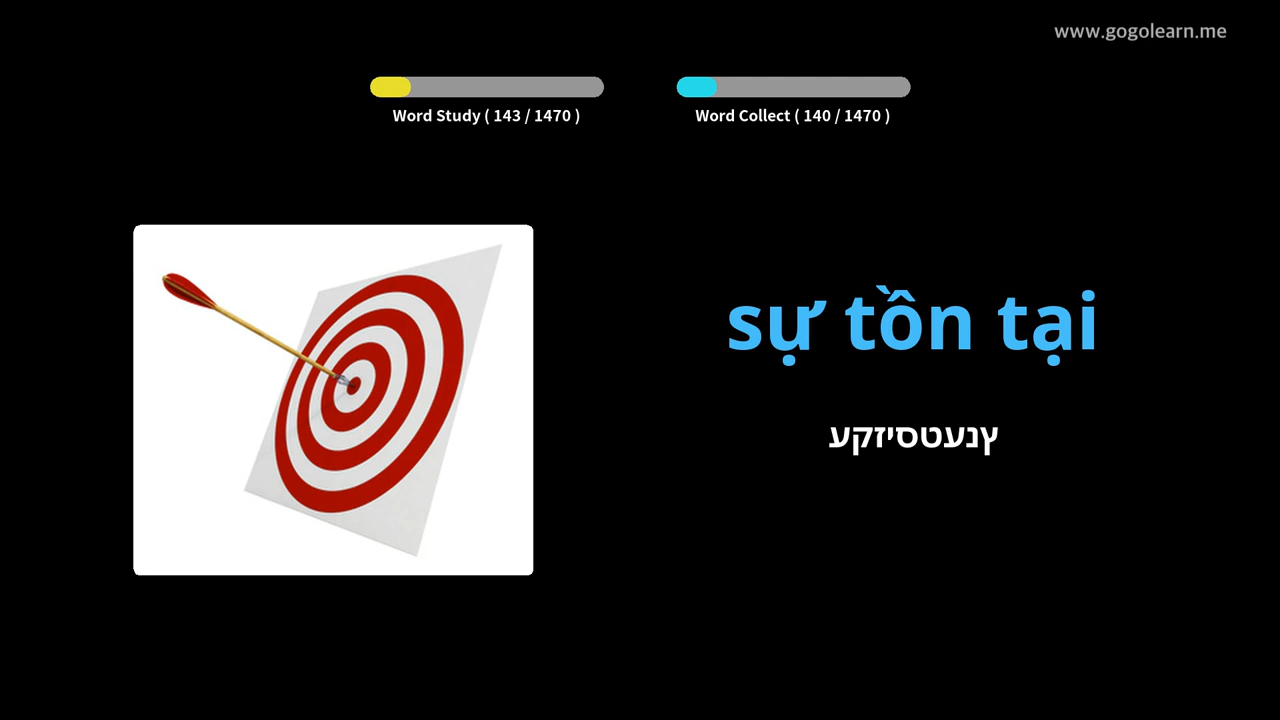 www.gogolearn.me
Word Study ( 143 / 1470 )
Word Collect ( 140 / 1470 )
sự tồn tại
עקזיסטענץ